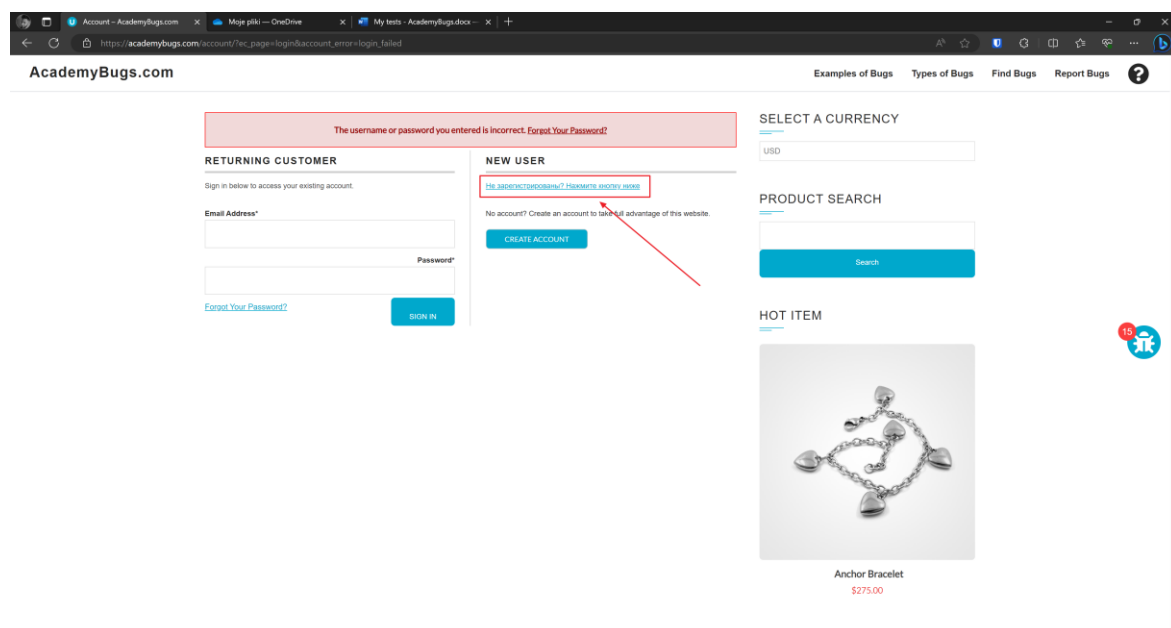 Account – AcademyBugs.com
Moje pliki — OneDrive
My tests - AcademyBugs.docx
https://academybugs.com/account/?ec_page=login&account_error=login_failed
AcademyBugs.com
Examples of Bugs
Types of Bugs
Find Bugs
Report Bugs
The username or password you entered is incorrect. Forgot Your Password?
RETURNING CUSTOMER
Sign in below to access your existing account.
Email Address*
Password*
Forgot Your Password?
SIGN IN
NEW USER
Не зарегистрированы? Нажмите кнопку ниже
No account? Create an account to take full advantage of this website.
CREATE ACCOUNT
SELECT A CURRENCY
USD
PRODUCT SEARCH
Search
HOT ITEM
15
Anchor Bracelet
$275.00